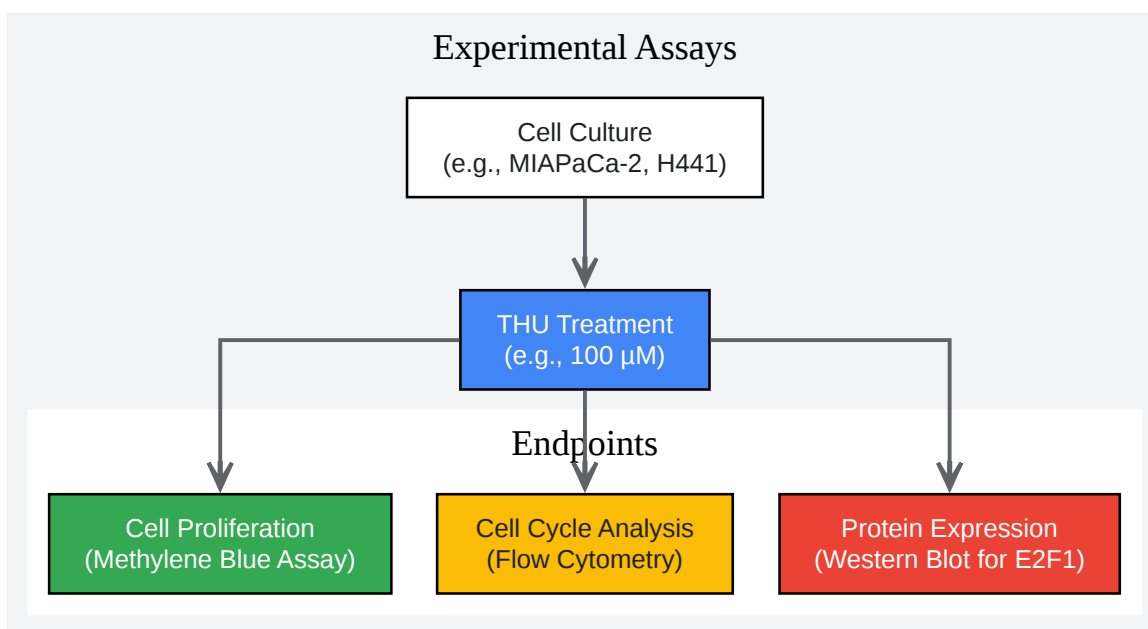 Experimental Assays
Cell Culture
(e.g., MIAPaCa-2, H441)
THU Treatment
(e.g., 100 µM)
Endpoints
Cell Proliferation
(Methylene Blue Assay)
Cell Cycle Analysis
(Flow Cytometry)
Protein Expression
(Western Blot for E2F1)